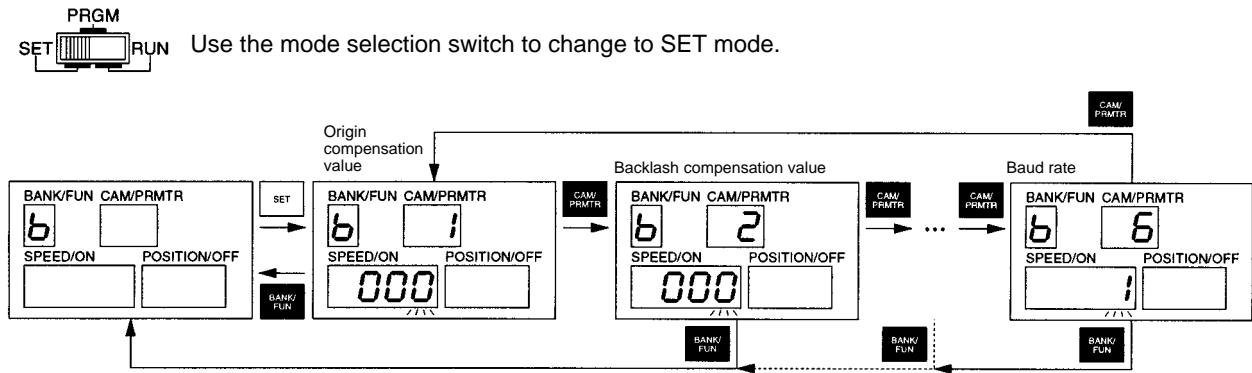 PRGM
SET RUN
Use the mode selection switch to change to SET mode.
CAM/
PRMTR
Origin
compensation
value
Backlash compensation value
Baud rate
BANK/FUN CAM/PRMTR
b
SPEED/ON POSITION/OFF
SET
BANK/
FUN
BANK/FUN CAM/PRMTR
b 1
SPEED/ON POSITION/OFF
000
CAM/
PRMTR
BANK/FUN CAM/PRMTR
b 2
SPEED/ON POSITION/OFF
000
CAM/
PRMTR
...
CAM/
PRMTR
BANK/FUN CAM/PRMTR
b 6
SPEED/ON POSITION/OFF
1
BANK/
FUN
BANK/
FUN
BANK/
FUN